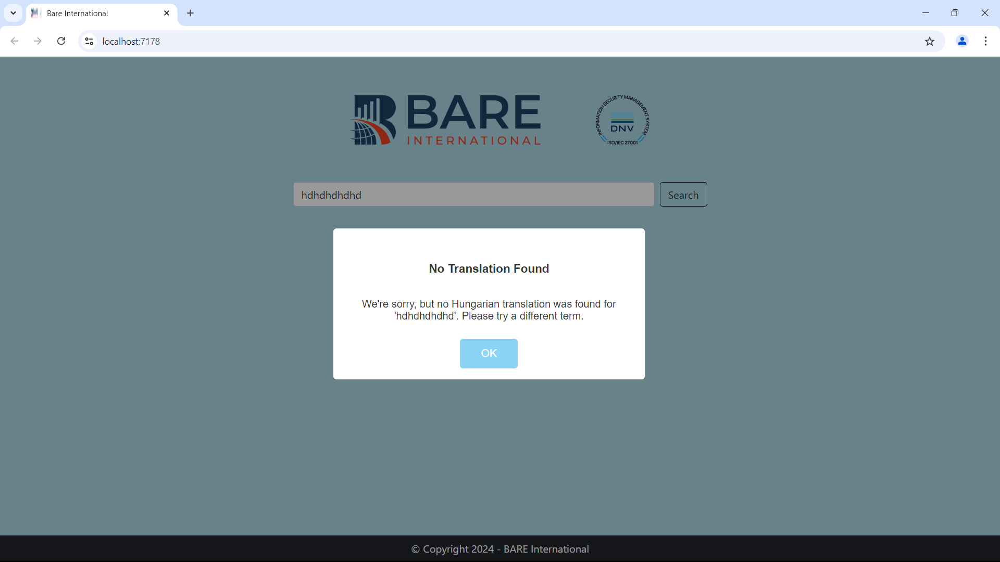 Bare International
localhost:7178
BARE
INTERNATIONAL
INFORMATION SECURITY MANAGEMENT SYSTEM
DNV
ISO/IEC 27001
hdhdhdhdhd
Search
No Translation Found
We're sorry, but no Hungarian translation was found for
'hdhdhdhdhd'. Please try a different term.
OK
© Copyright 2024 - BARE International